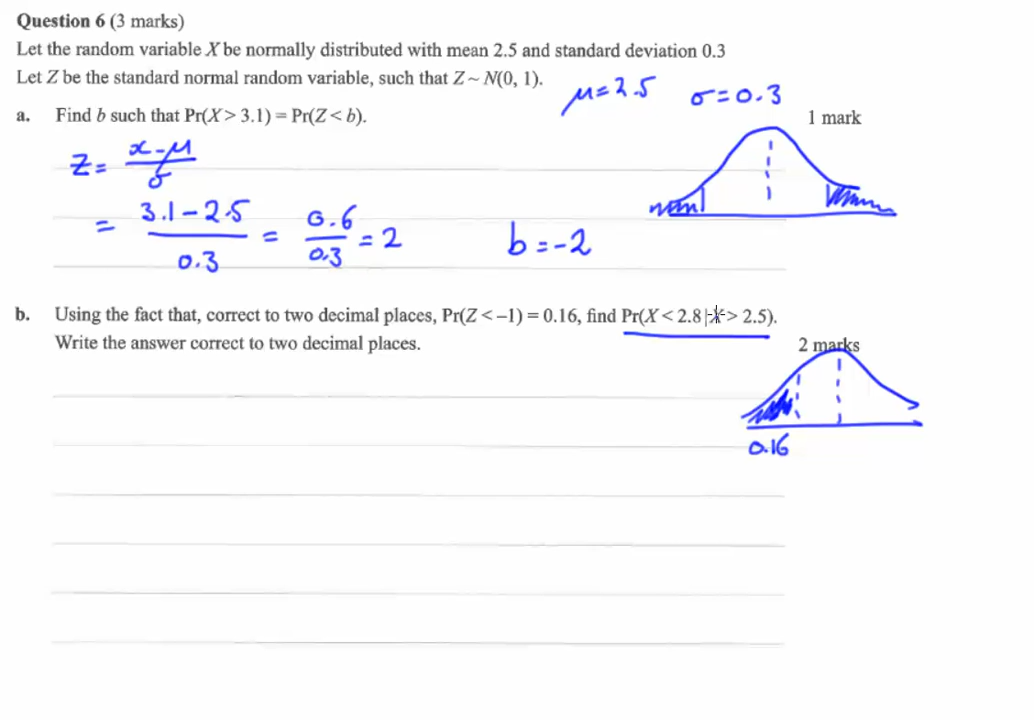 Question 6 (3 marks)
Let the random variable X be normally distributed with mean 2.5 and standard deviation 0.3
Let Z be the standard normal random variable, such that Z ~ N(0, 1).
μ=2.5 σ=0.3
a. Find b such that Pr(X > 3.1) = Pr(Z < b).
1 mark
Z = (x-μ)/σ
= (3.1-2.5)/0.3 = 0.6/0.3 = 2 b = -2
b. Using the fact that, correct to two decimal places, Pr(Z < –1) = 0.16, find Pr(X < 2.8 | X > 2.5).
Write the answer correct to two decimal places.
2 marks
0.16